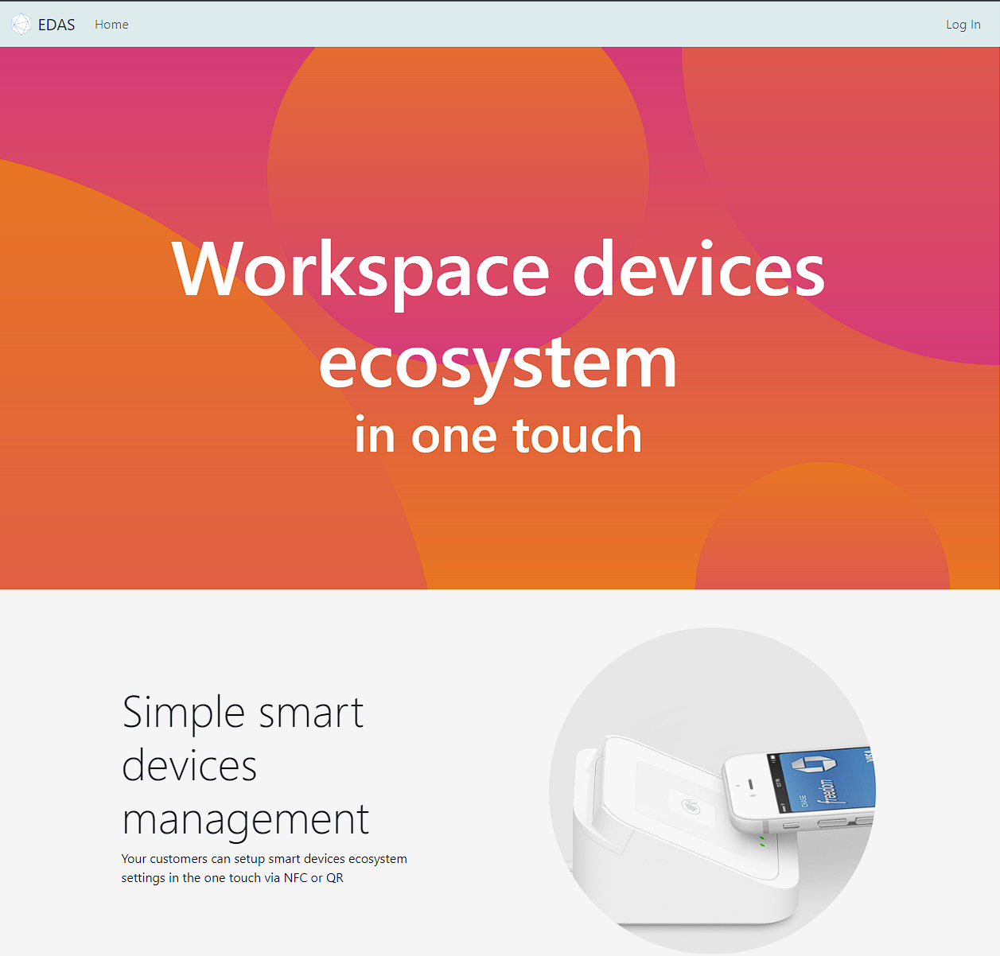 EDAS Home Log In
Workspace devices
ecosystem
in one touch
Simple smart
devices
management
Your customers can setup smart devices ecosystem
settings in the one touch via NFC or QR
CHASE
freedom
VISA